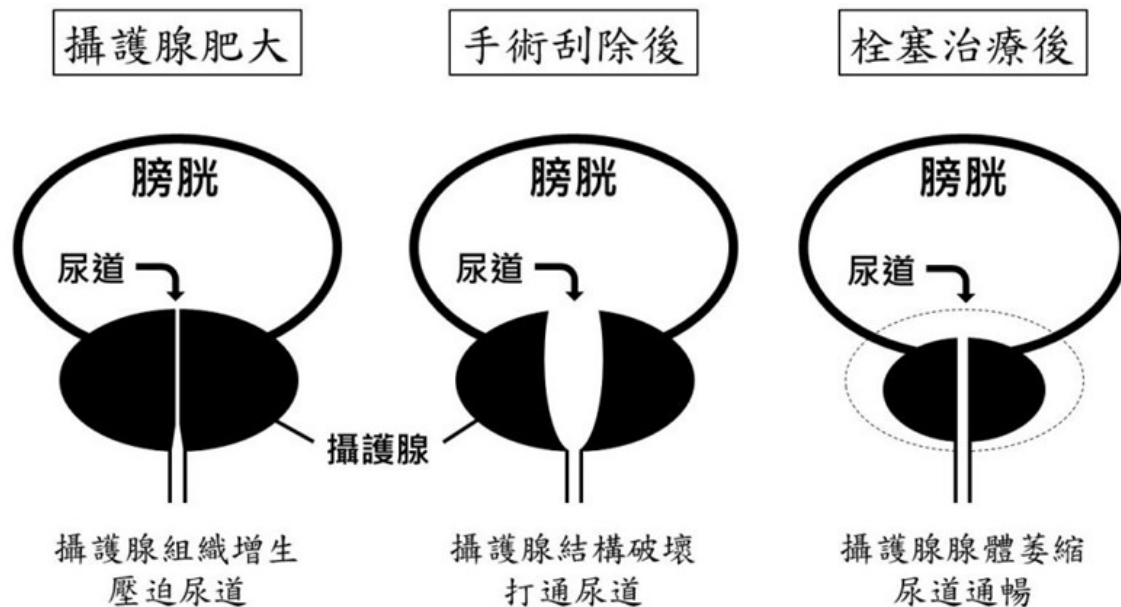 攝護腺肥大
手術刮除後
栓塞治療後
膀胱
膀胱
膀胱
尿道
尿道
尿道
攝護腺
攝護腺組織增生
壓迫尿道
攝護腺結構破壞
打通尿道
攝護腺腺體萎縮
尿道通暢